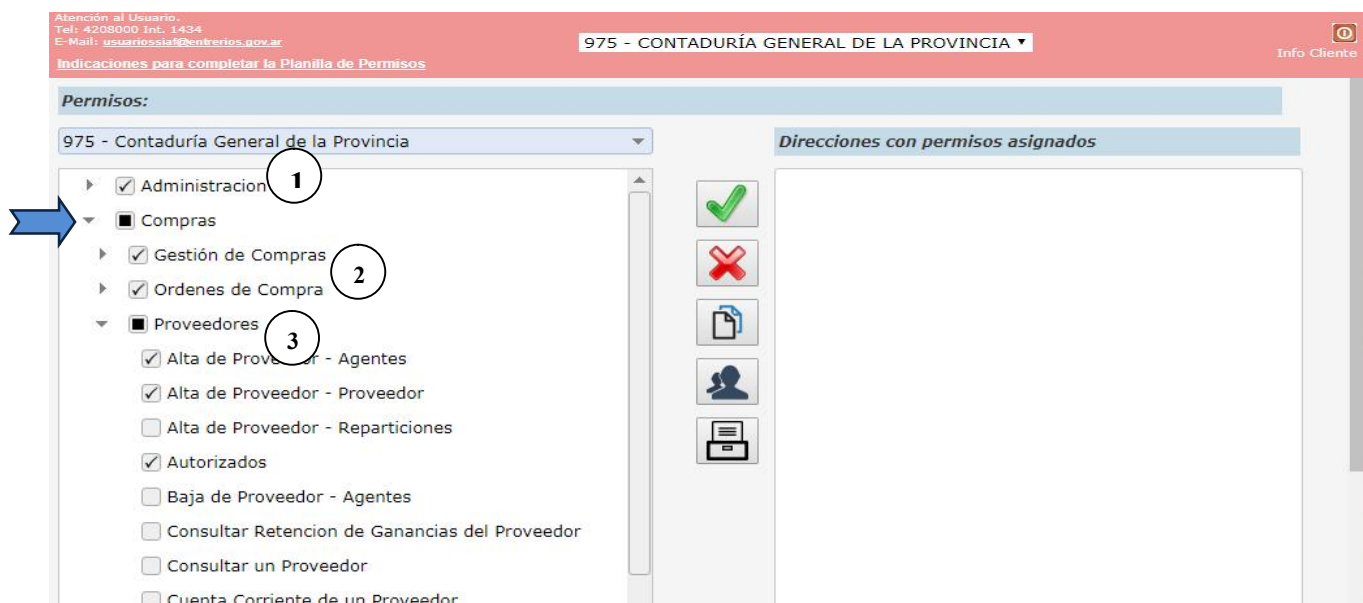 Atención al Usuario.
Tel: 4208000 Int. 1434
E-Mail: usuariossiaf@entrerios.gov.ar
975 - CONTADURÍA GENERAL DE LA PROVINCIA
Info Cliente
Indicaciones para completar la Planilla de Permisos
Permisos:
975 - Contaduría General de la Provincia
Direcciones con permisos asignados
Administracion
1
Compras
Gestión de Compras
2
Ordenes de Compra
Proveedores
3
Alta de Proveedor - Agentes
Alta de Proveedor - Proveedor
Alta de Proveedor - Reparticiones
Autorizados
Baja de Proveedor - Agentes
Consultar Retencion de Ganancias del Proveedor
Consultar un Proveedor
Cuenta Corriente de un Proveedor